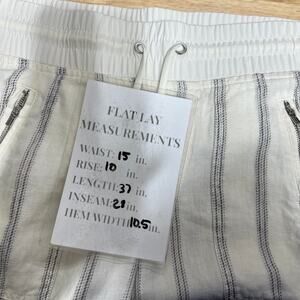 FLAT LAY
MEASUREMENTS
WAIST: 15 in.
RISE: 10 in.
LENGTH: 37 in.
INSEAM: 28 in.
HEM WIDTH: 10.5 in.